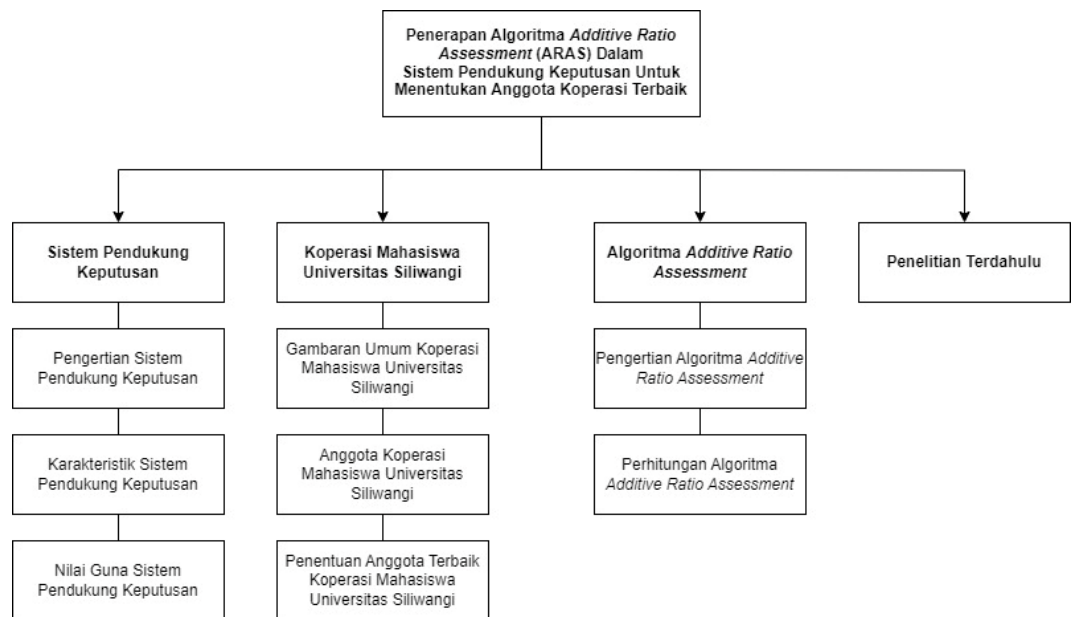 Penerapan Algoritma Additive Ratio
Assessment (ARAS) Dalam
Sistem Pendukung Keputusan Untuk
Menentukan Anggota Koperasi Terbaik
Sistem Pendukung
Keputusan
Pengertian Sistem
Pendukung Keputusan
Karakteristik Sistem
Pendukung Keputusan
Nilai Guna Sistem
Pendukung Keputusan
Koperasi Mahasiswa
Universitas Siliwangi
Gambaran Umum Koperasi
Mahasiswa Universitas
Siliwangi
Anggota Koperasi
Mahasiswa Universitas
Siliwangi
Penentuan Anggota Terbaik
Koperasi Mahasiswa
Universitas Siliwangi
Algoritma Additive Ratio
Assessment
Pengertian Algoritma Additive
Ratio Assessment
Perhitungan Algoritma
Additive Ratio Assessment
Penelitian Terdahulu